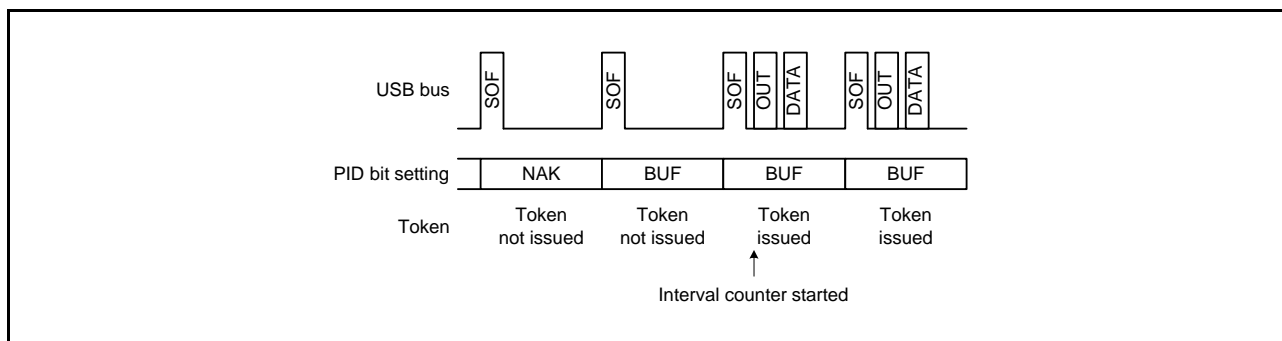 USB bus SOF SOF SOF OUT DATA SOF OUT DATA
PID bit setting NAK BUF BUF BUF
Token Token Token Token Token
not issued not issued issued issued
Interval counter started